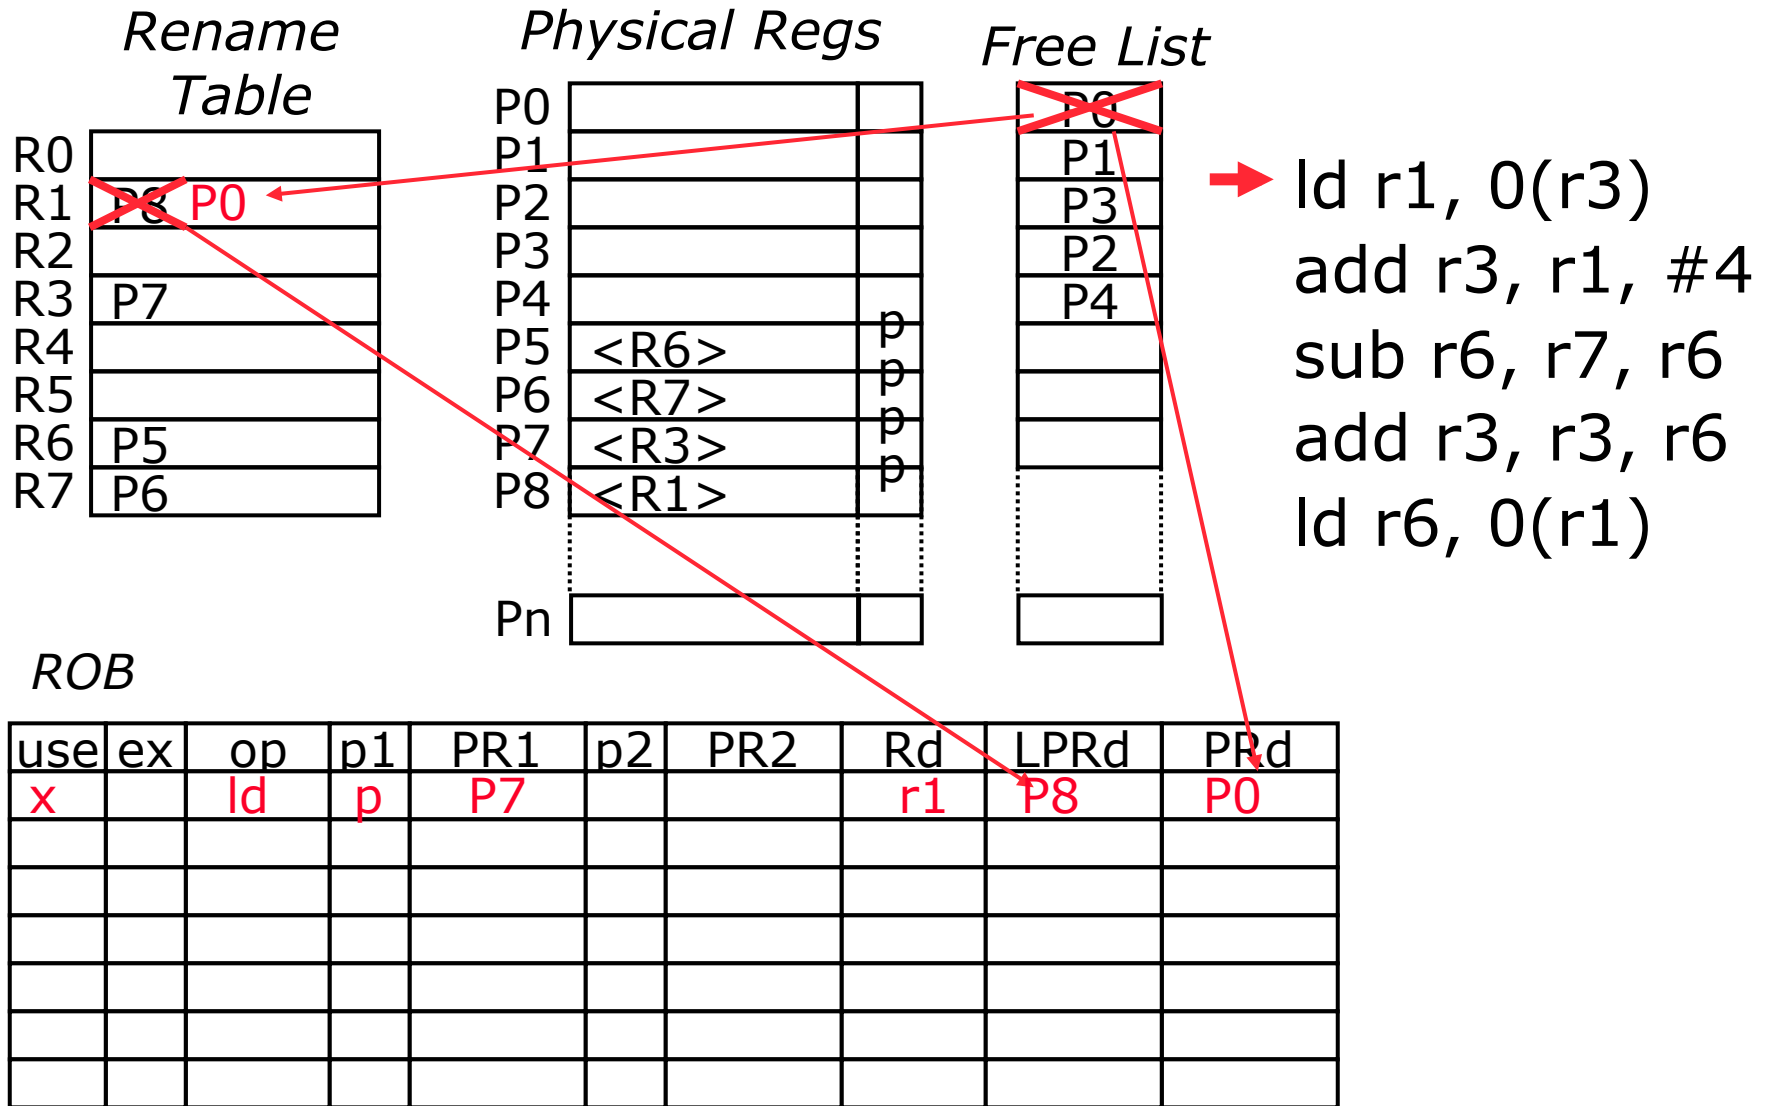 Rename
Table
Physical Regs
Free List
R0
R1 P8 P0
R2
R3 P7
R4
R5
R6 P5
R7 P6
P0
P1
P2
P3
P4
P5 <R6> p
P6 <R7> p
P7 <R3> p
P8 <R1> p
Pn
P0
P1
P3
P2
P4
ld r1, 0(r3)
add r3, r1, #4
sub r6, r7, r6
add r3, r3, r6
ld r6, 0(r1)
ROB
use ex op p1 PR1 p2 PR2 Rd LPRd PRd
x ld p P7 r1 P8 P0